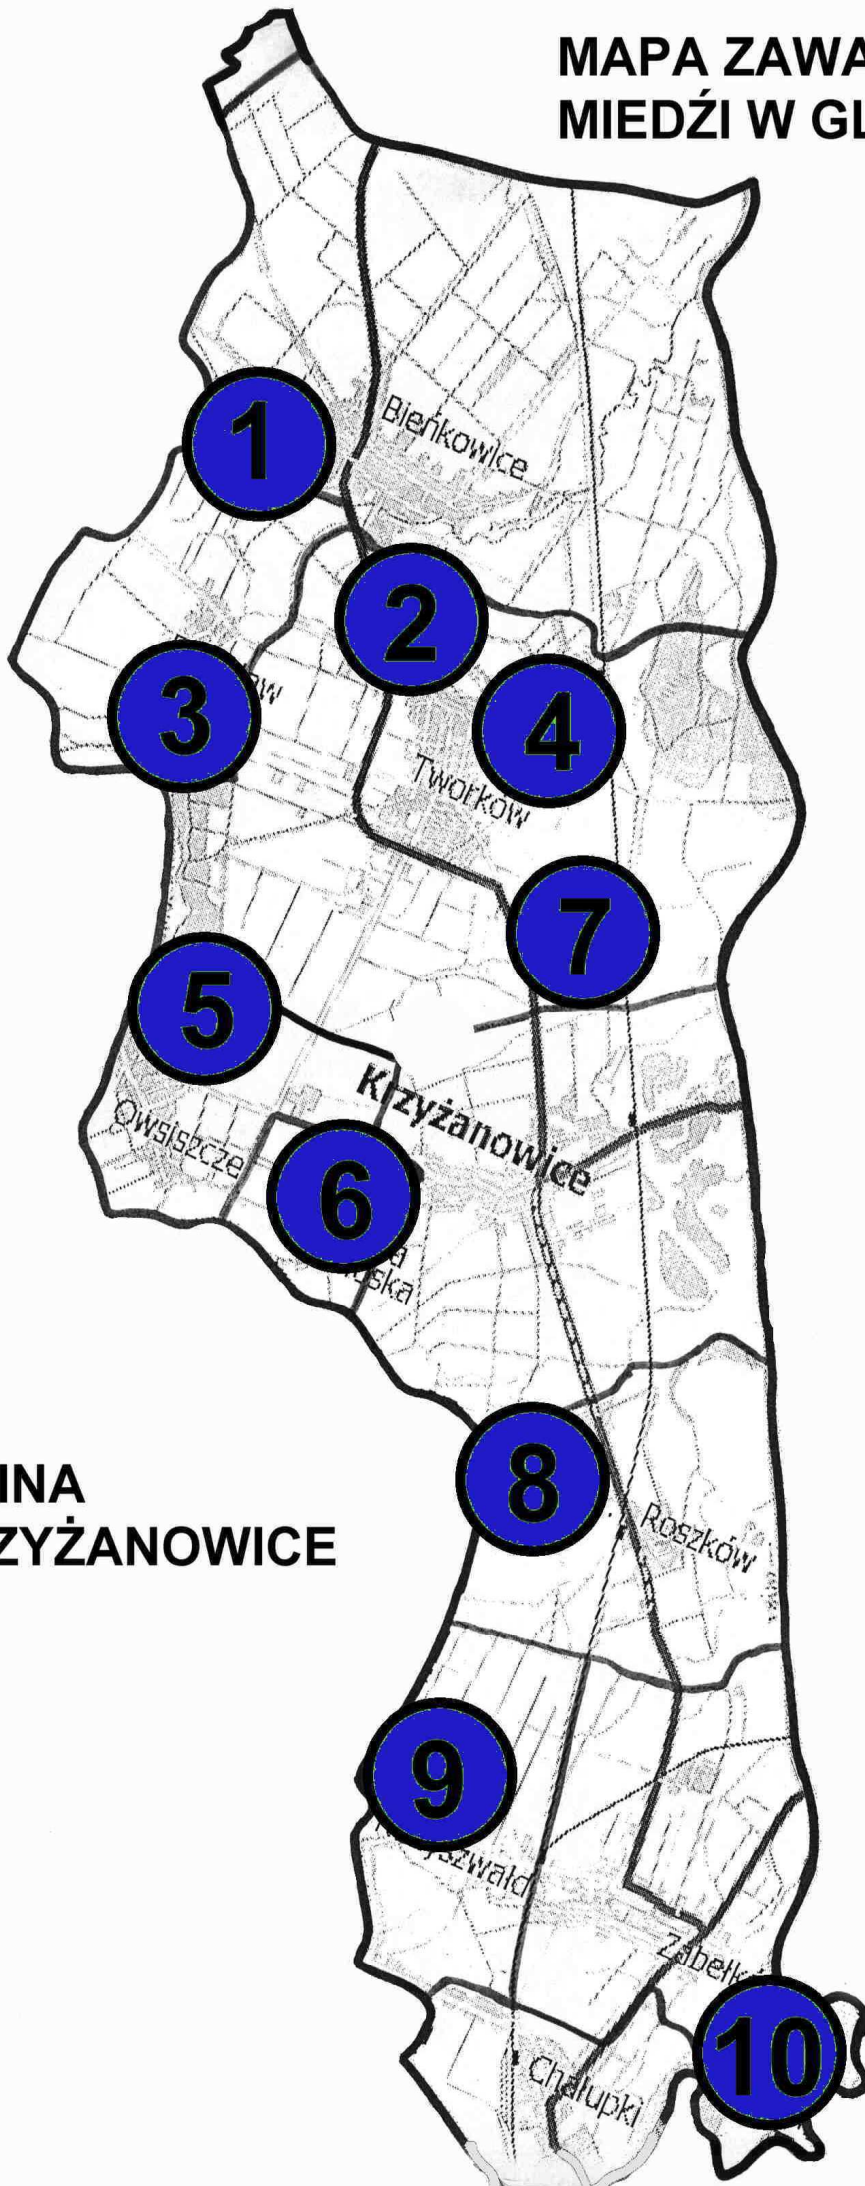 MAPA ZAWA
MIEDŹI W GL
1
Bieńkowice
2
3
4
Tworków
7
5
Krzyżanowice
Owsiszcze
6
8
INA
ZYŻANOWICE
Roszków
9
10
Chałupki